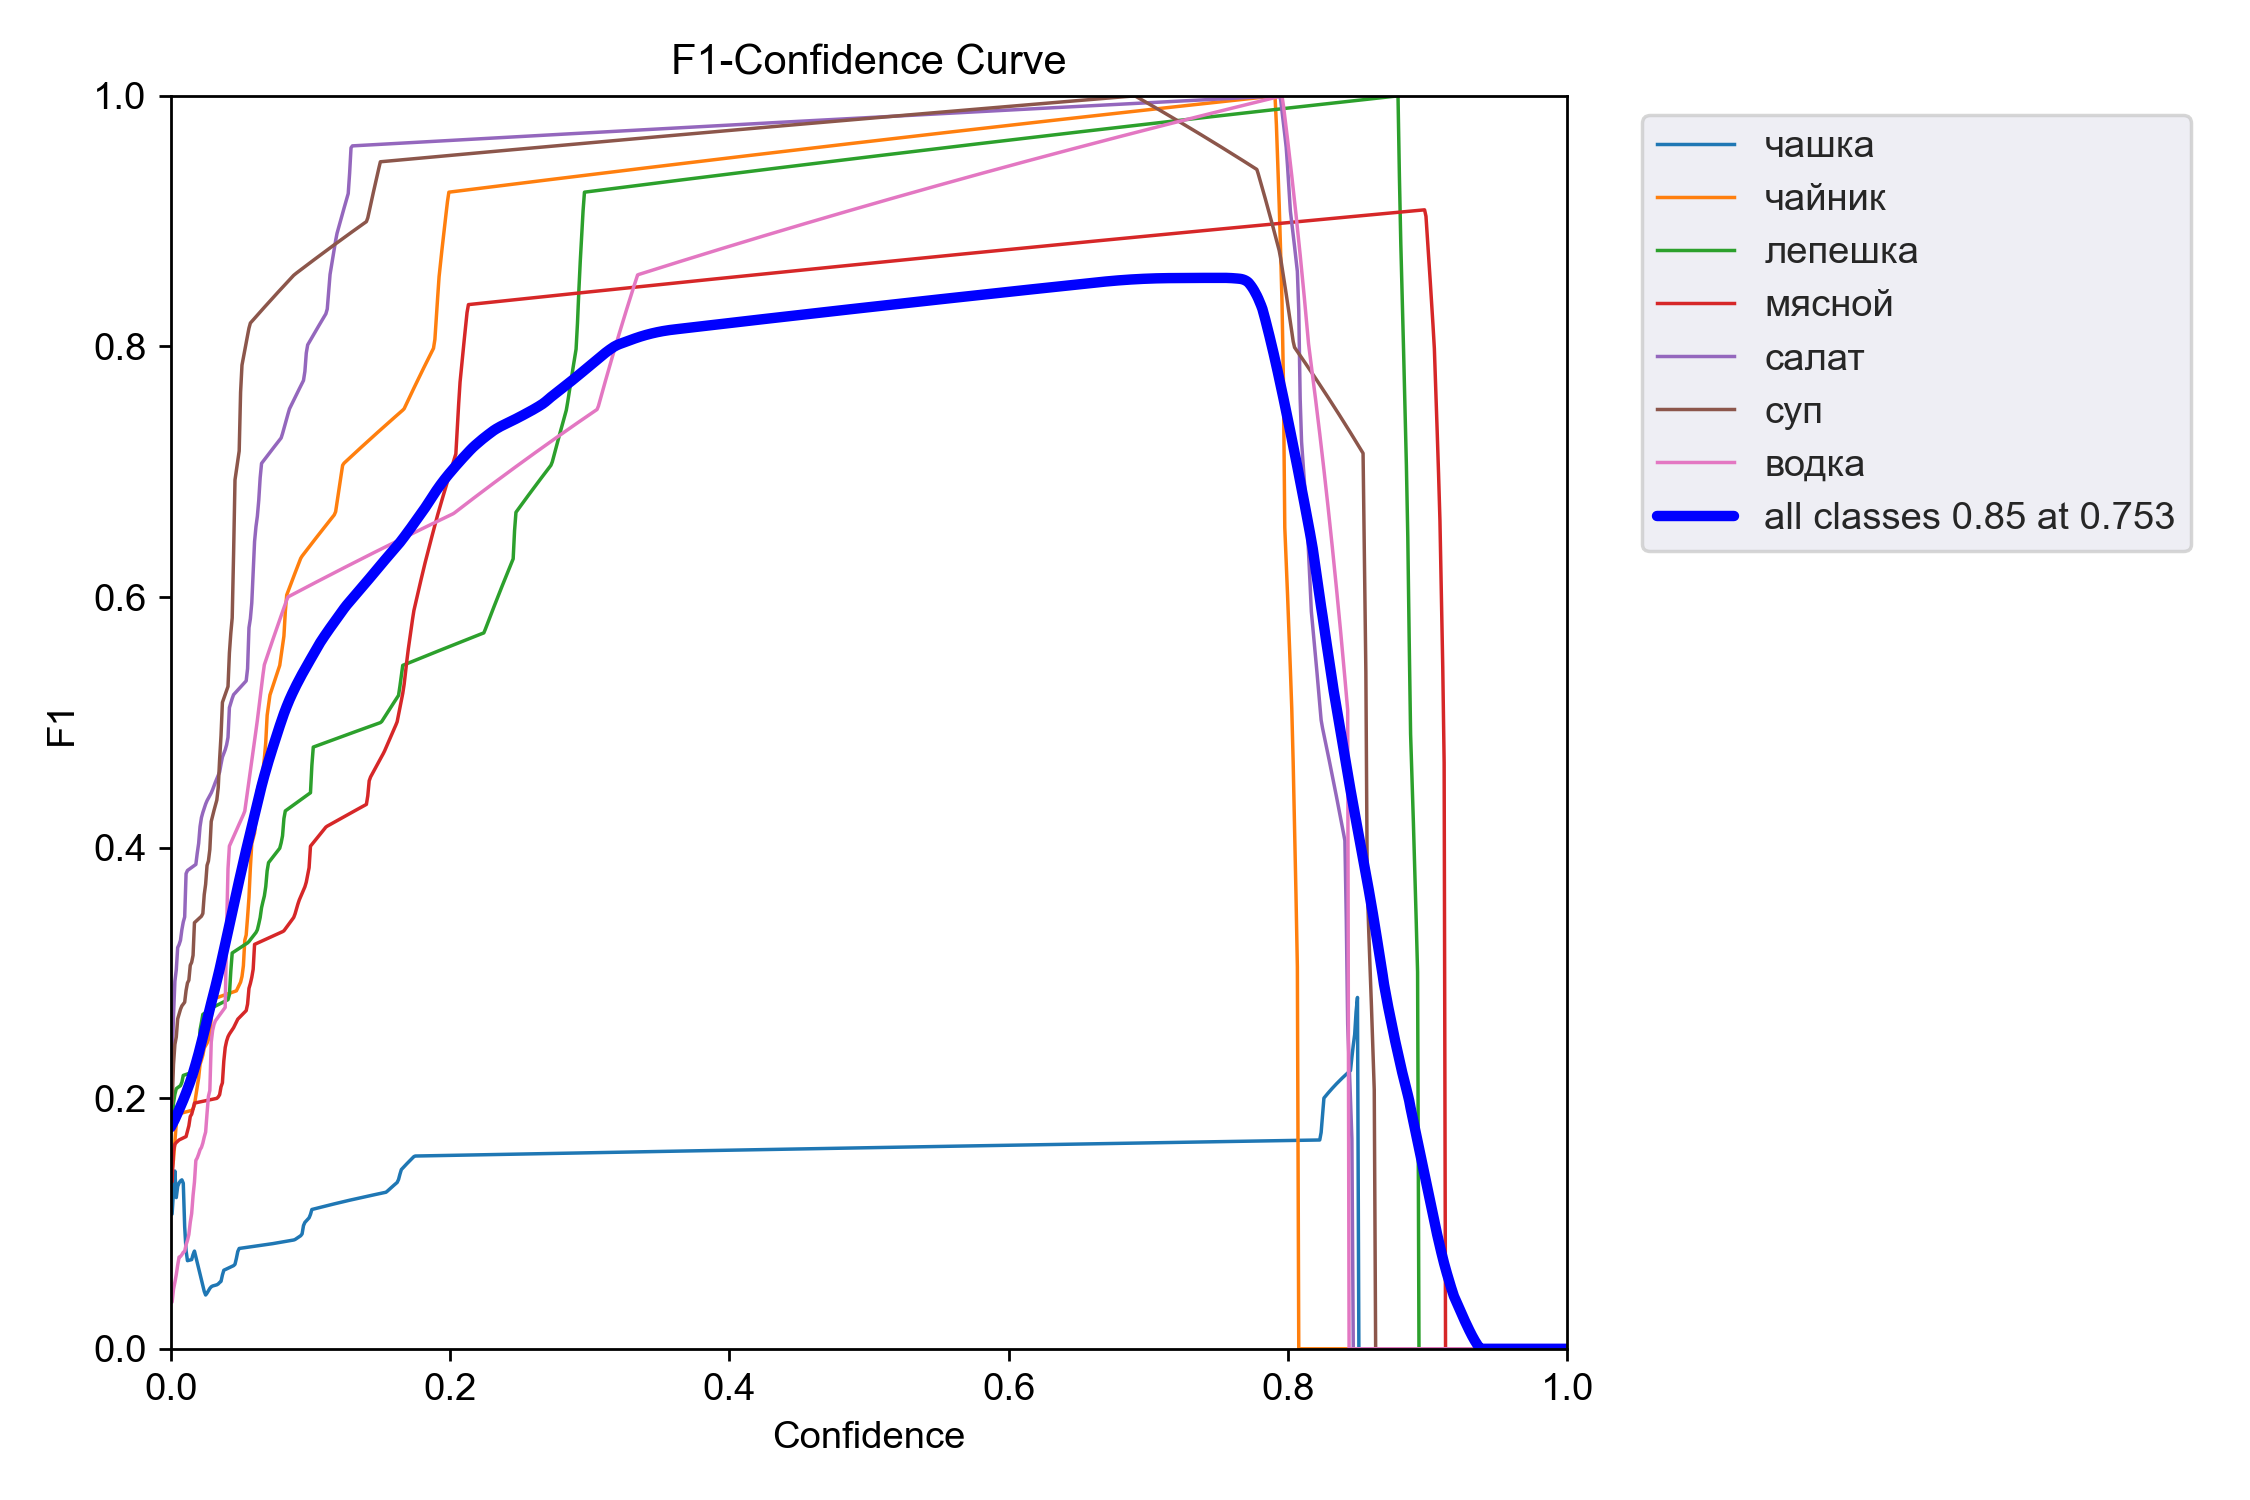 F1-Confidence Curve
1.0
0.8
0.6
0.4
0.2
0.0
F1
0.0 0.2 0.4 0.6 0.8 1.0
Confidence
чашка
чайник
лепешка
мясной
салат
суп
водка
all classes 0.85 at 0.753